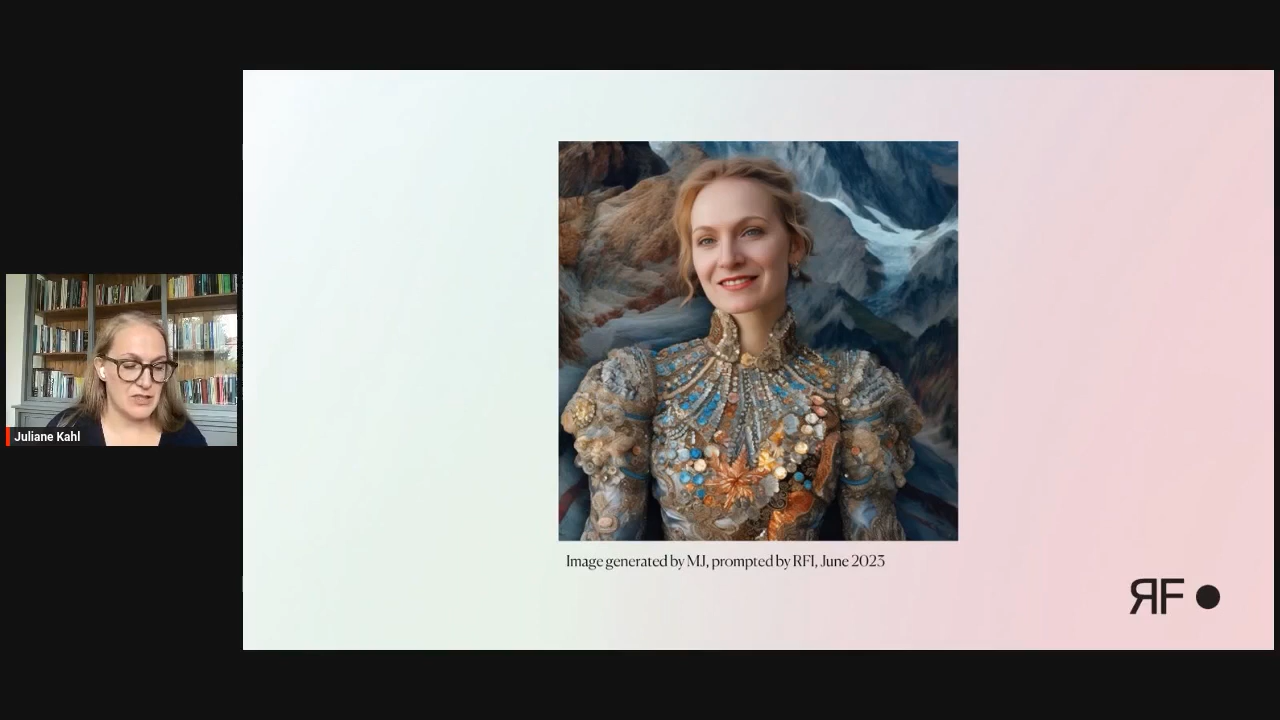 Juliane Kahl
Image generated by MJ, prompted by RFI, June 2023
ЯF